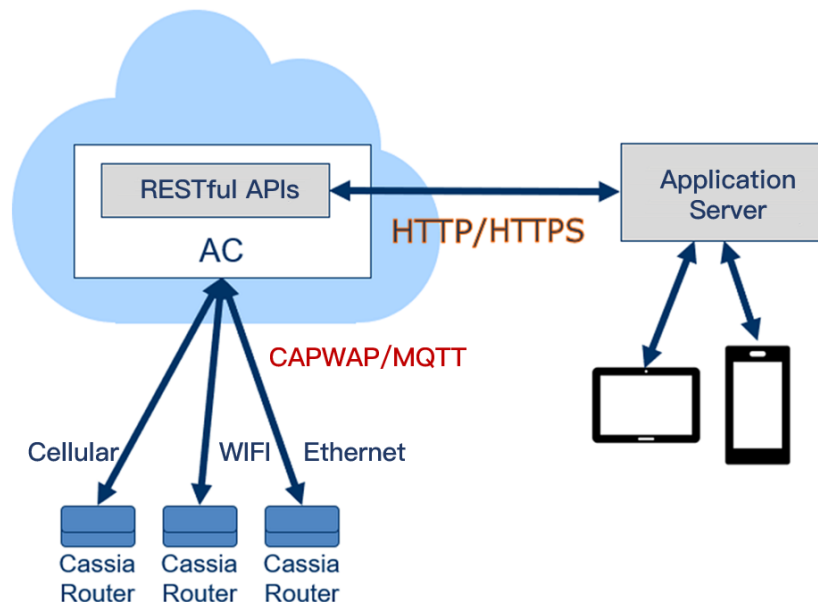 RESTful APIs
AC
HTTP/HTTPS
Application
Server
CAPWAP/MQTT
Cellular
WIFI
Ethernet
Cassia
Router
Cassia
Router
Cassia
Router